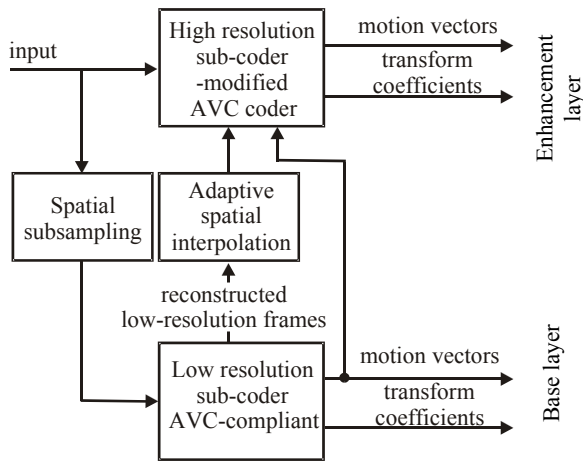 input
High resolution
sub-coder
-modified
AVC coder
motion vectors
transform
coefficients
Enhancement
layer
Spatial
subsampling
Adaptive
spatial
interpolation
reconstructed
low-resolution frames
Low resolution
sub-coder
AVC-compliant
motion vectors
transform
coefficients
Base layer